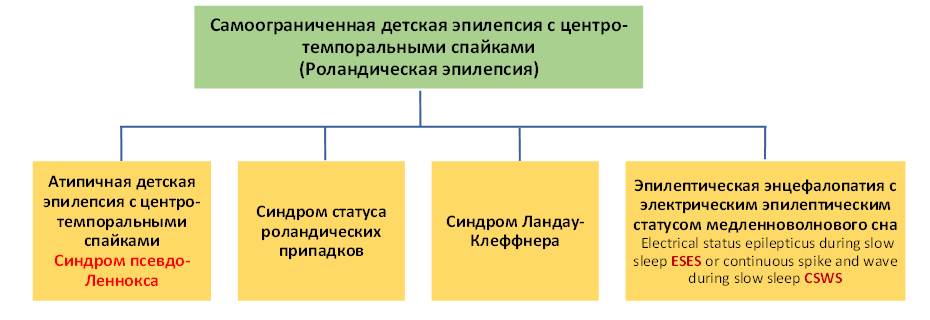 Самоограниченная детская эпилепсия с центро-
темпоральными спайками
(Роландическая эпилепсия)
Атипичная детская
эпилепсия с центро-
темпоральными
спайками
Синдром псевдо-
Леннокса
Синдром статуса
роландических
припадков
Синдром Ландау-
Клеффнера
Эпилептическая энцефалопатия с
электрическим эпилептическим
статусом медленноволнового сна
Electrical status epilepticus during slow
sleep ESES or continuous spike and wave
during slow sleep CSWS